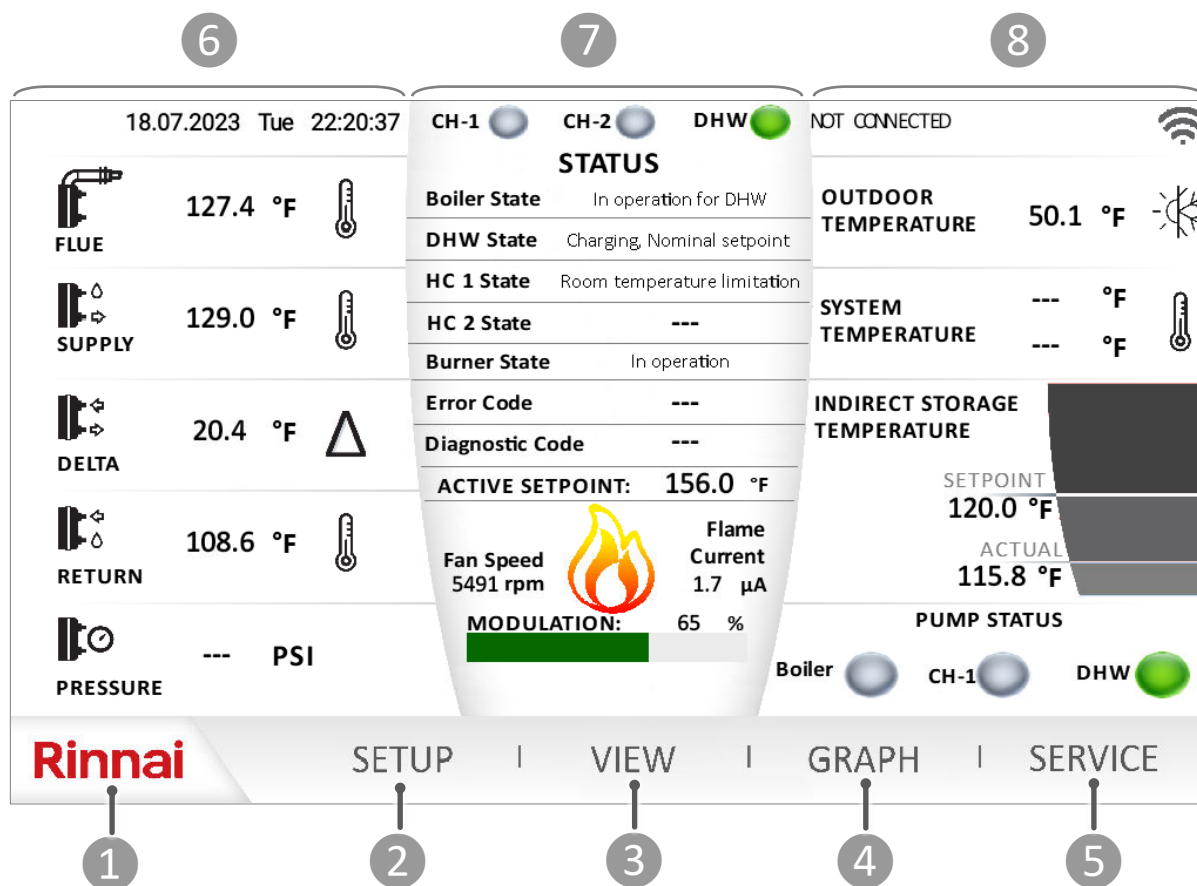 6
7
8
18.07.2023 Tue 22:20:37
FLUE
127.4 °F
SUPPLY
129.0 °F
DELTA
20.4 °F
Δ
RETURN
108.6 °F
PRESSURE
--- PSI
CH-1 CH-2 DHW
STATUS
Boiler State In operation for DHW
DHW State Charging, Nominal setpoint
HC 1 State Room temperature limitation
HC 2 State ---
Burner State In operation
Error Code ---
Diagnostic Code ---
ACTIVE SETPOINT: 156.0 °F
Fan Speed
5491 rpm
Flame
Current
1.7 µA
MODULATION: 65 %
NOT CONNECTED
OUTDOOR
TEMPERATURE
50.1 °F
SYSTEM
TEMPERATURE
--- °F
--- °F
INDIRECT STORAGE
TEMPERATURE
SETPOINT
120.0 °F
ACTUAL
115.8 °F
PUMP STATUS
Boiler CH-1 DHW
Rinnai SETUP | VIEW | GRAPH | SERVICE
1
2
3
4
5